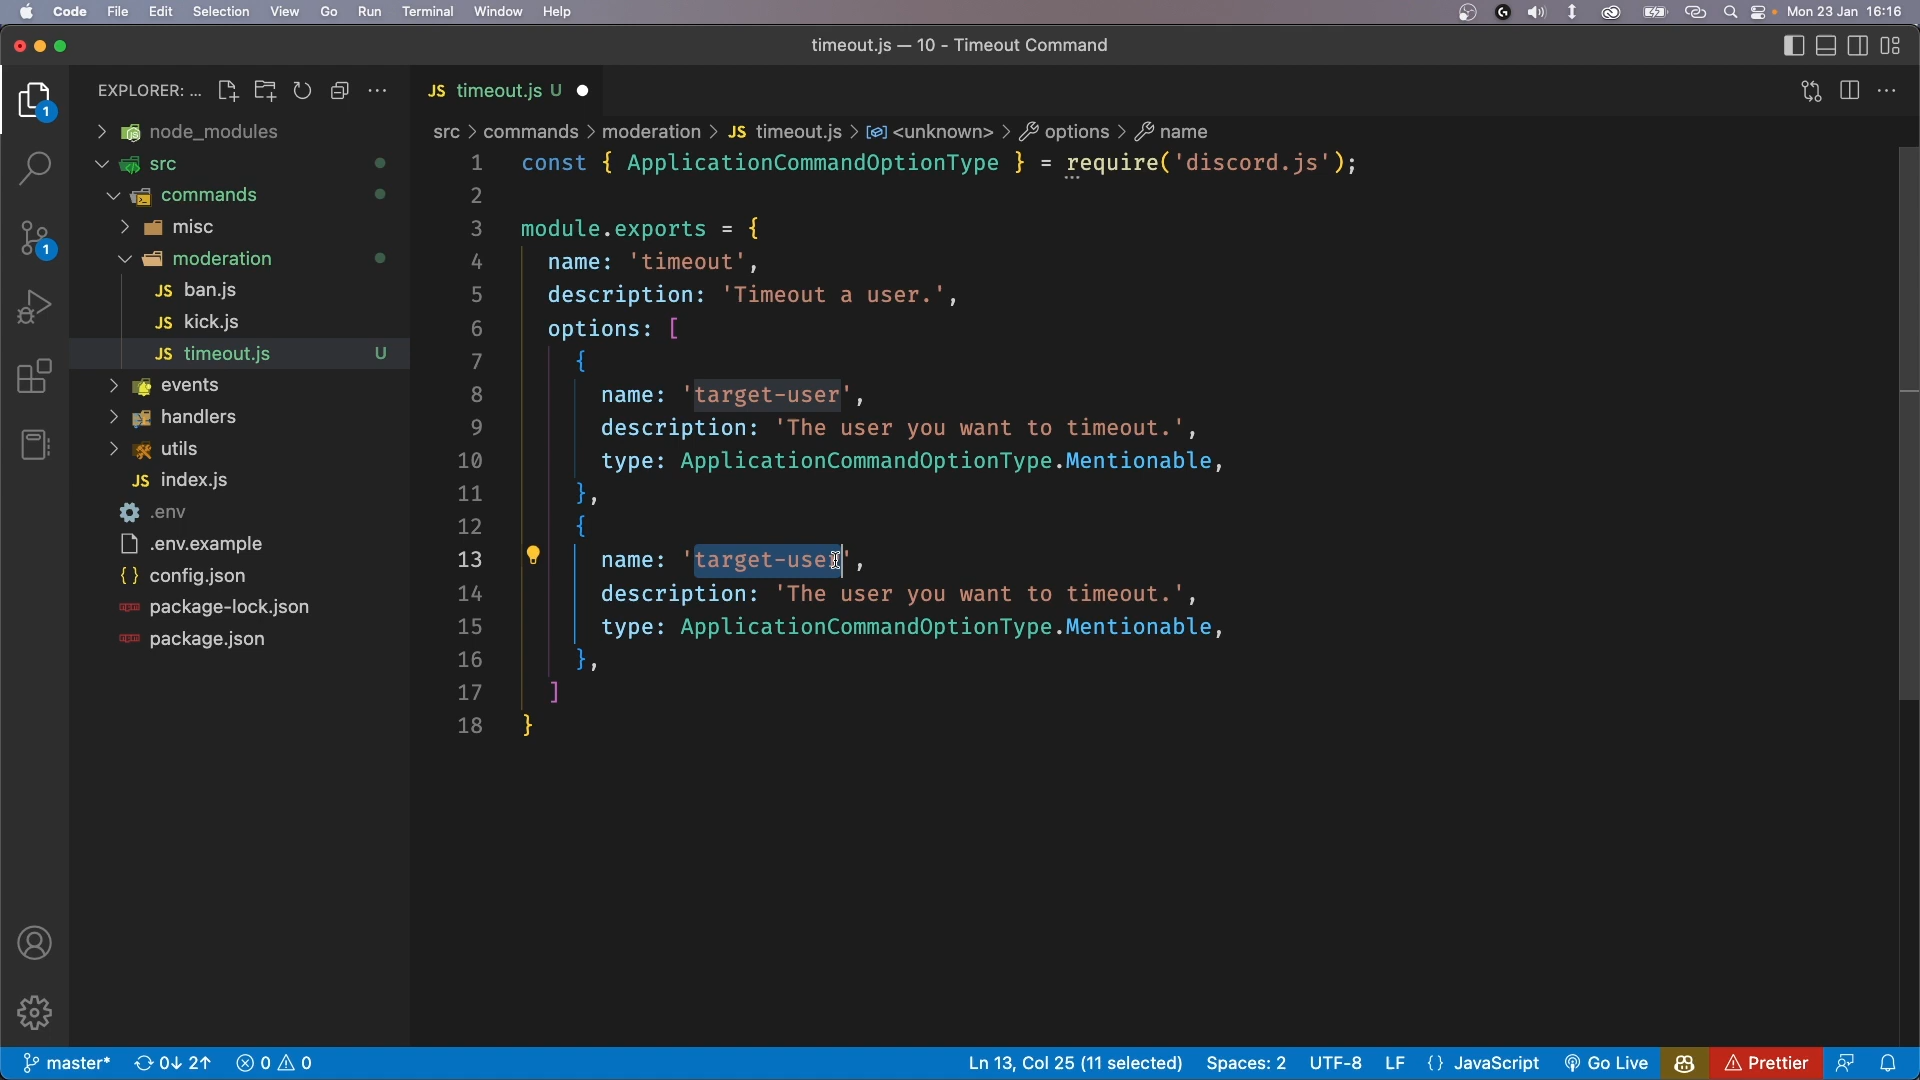 Code File Edit Selection View Go Run Terminal Window Help Mon 23 Jan 16:16
timeout.js — 10 - Timeout Command
EXPLORER: ...
JS timeout.js U
node_modules
src > commands > moderation > JS timeout.js > <unknown> > options > name
src
commands
misc
moderation
JS ban.js
JS kick.js
JS timeout.js U
events
handlers
utils
JS index.js
.env
.env.example
{} config.json
package-lock.json
package.json
1
1
1 const { ApplicationCommandOptionType } = require('discord.js');
2
3 module.exports = {
4 name: 'timeout',
5 description: 'Timeout a user.',
6 options: [
7 {
8 name: 'target-user',
9 description: 'The user you want to timeout.',
10 type: ApplicationCommandOptionType.Mentionable,
11 },
12 {
13 name: 'target-user',
14 description: 'The user you want to timeout.',
15 type: ApplicationCommandOptionType.Mentionable,
16 },
17 ]
18 }
master* 0↓ 2↑ 0 0 Ln 13, Col 25 (11 selected) Spaces: 2 UTF-8 LF {} JavaScript Go Live Prettier